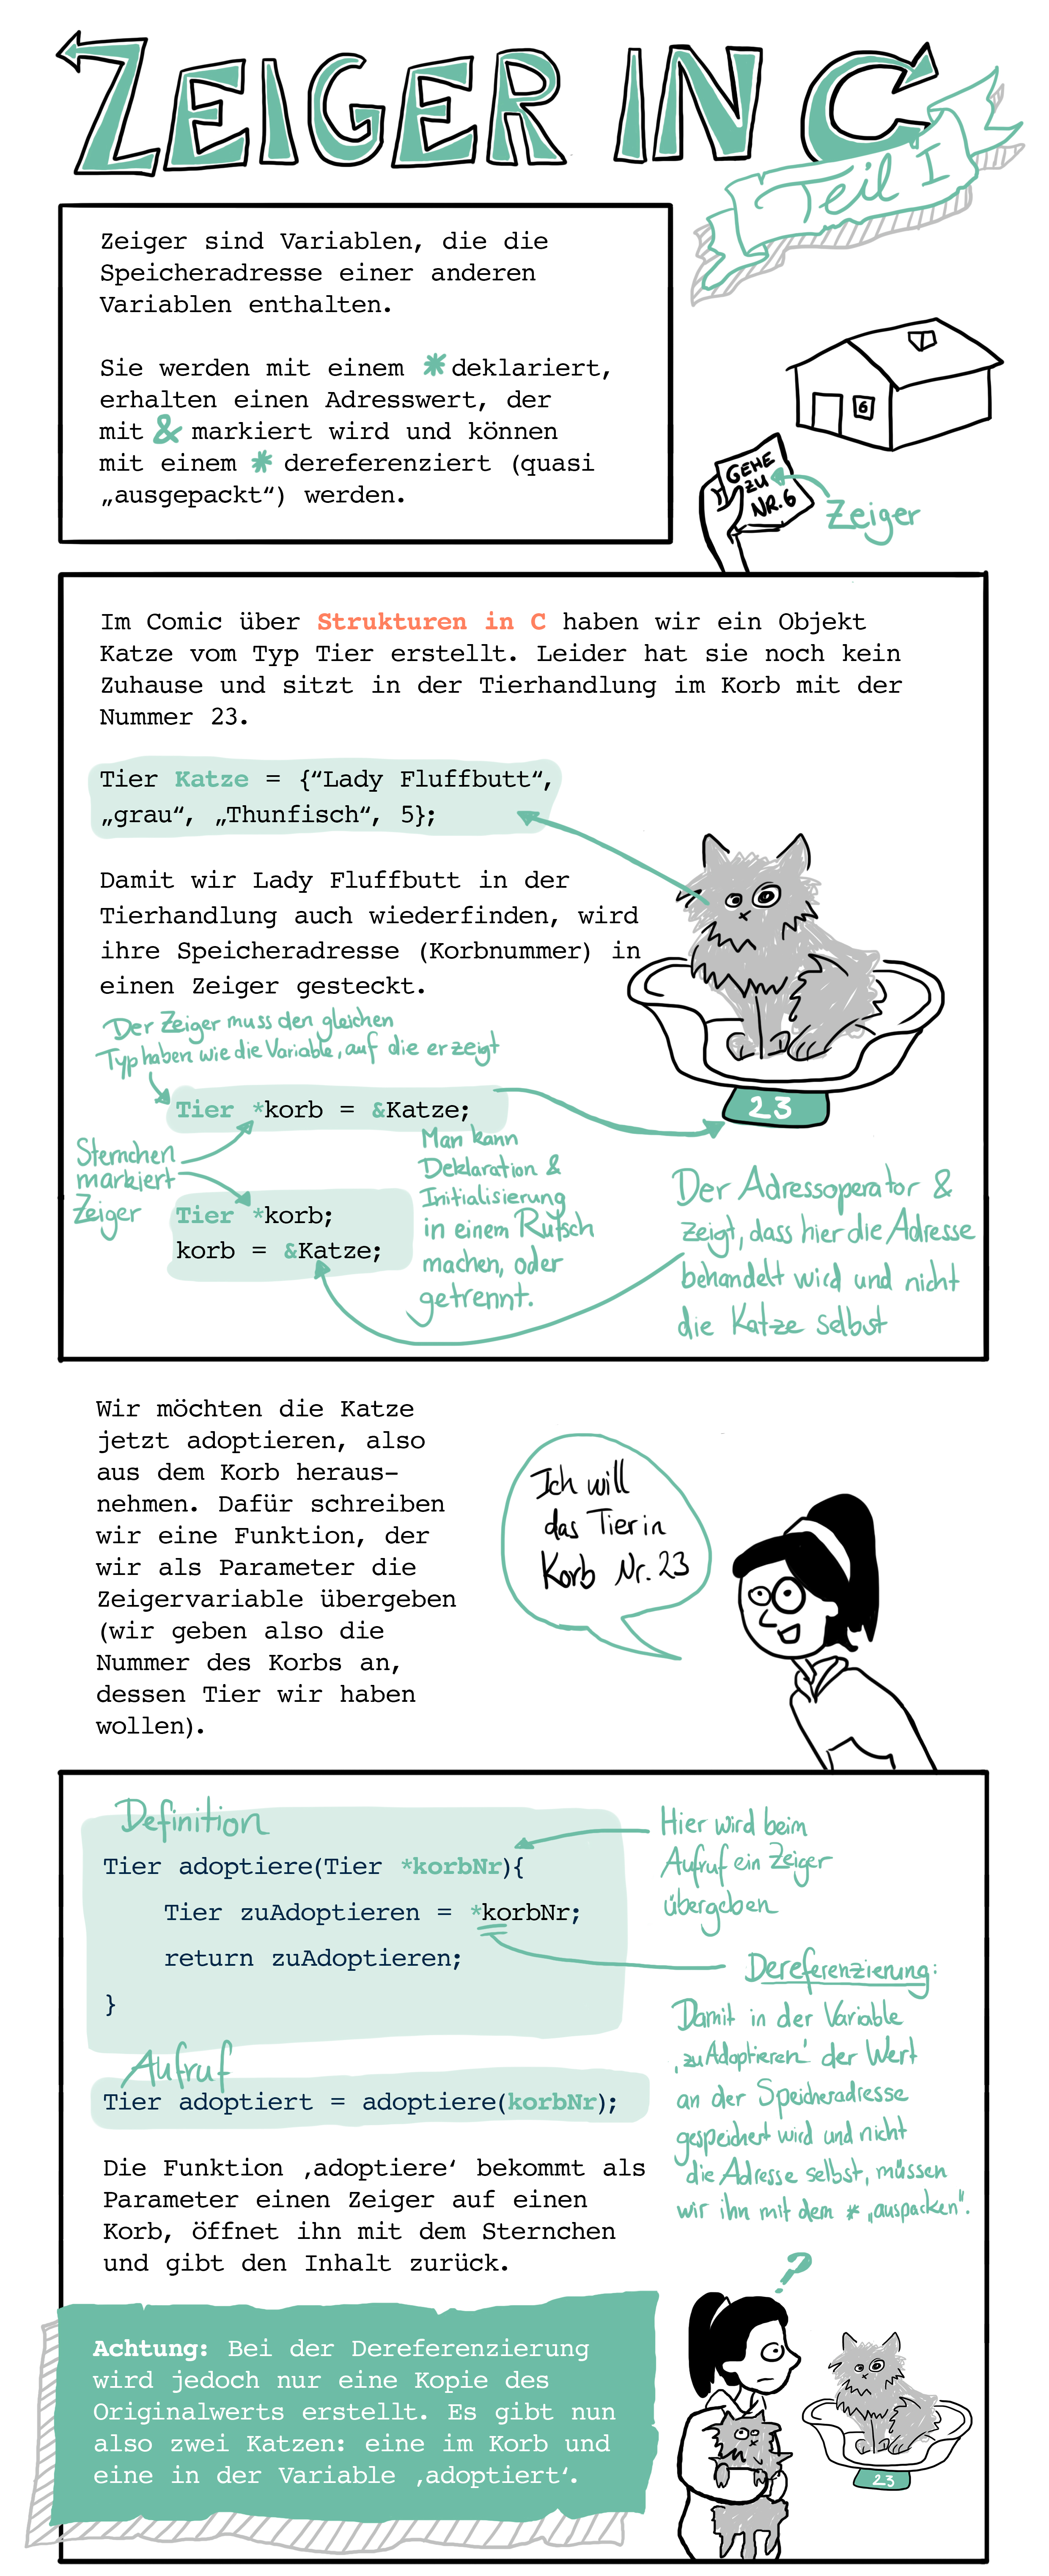 ZEIGER IN C
Teil I
Zeiger sind Variablen, die die
Speicheradresse einer anderen
Variablen enthalten.
Sie werden mit einem * deklariert,
erhalten einen Adresswert, der
mit & markiert wird und können
mit einem * dereferenziert (quasi
„ausgepackt“) werden.
6
GEHE
ZU
NR. 6
Zeiger
Im Comic über Strukturen in C haben wir ein Objekt
Katze vom Typ Tier erstellt. Leider hat sie noch kein
Zuhause und sitzt in der Tierhandlung im Korb mit der
Nummer 23.
Tier Katze = {“Lady Fluffbutt“,
„grau“, „Thunfisch“, 5};
Damit wir Lady Fluffbutt in der
Tierhandlung auch wiederfinden, wird
ihre Speicheradresse (Korbnummer) in
einen Zeiger gesteckt.
Der Zeiger muss den gleichen
Typ haben wie die Variable, auf die er zeigt
Tier *korb = &Katze;
23
Sternchen
markiert
Zeiger
Tier *korb;
korb = &Katze;
Man kann
Deklaration &
Initialisierung
in einem Rutsch
machen, oder
getrennt.
Der Adressoperator &
zeigt, dass hier die Adresse
behandelt wird und nicht
die Katze selbst
Wir möchten die Katze
jetzt adoptieren, also
aus dem Korb heraus-
nehmen. Dafür schreiben
wir eine Funktion, der
wir als Parameter die
Zeigervariable übergeben
(wir geben also die
Nummer des Korbs an,
dessen Tier wir haben
wollen).
Ich will
das Tier in
Korb Nr. 23
Definition
Tier adoptiere(Tier *korbNr){
Tier zuAdoptieren = *korbNr;
return zuAdoptieren;
}
Hier wird beim
Aufruf ein Zeiger
übergeben
Dereferenzierung:
Damit in der Variable
‚zuAdoptieren‘ der Wert
an der Speicheradresse
gespeichert wird und nicht
die Adresse selbst, müssen
wir ihn mit dem * „auspacken“.
Aufruf
Tier adoptiert = adoptiere(korbNr);
Die Funktion ‚adoptiere‘ bekommt als
Parameter einen Zeiger auf einen
Korb, öffnet ihn mit dem Sternchen
und gibt den Inhalt zurück.
?
Achtung: Bei der Dereferenzierung
wird jedoch nur eine Kopie des
Originalwerts erstellt. Es gibt nun
also zwei Katzen: eine im Korb und
eine in der Variable ‚adoptiert‘.
23